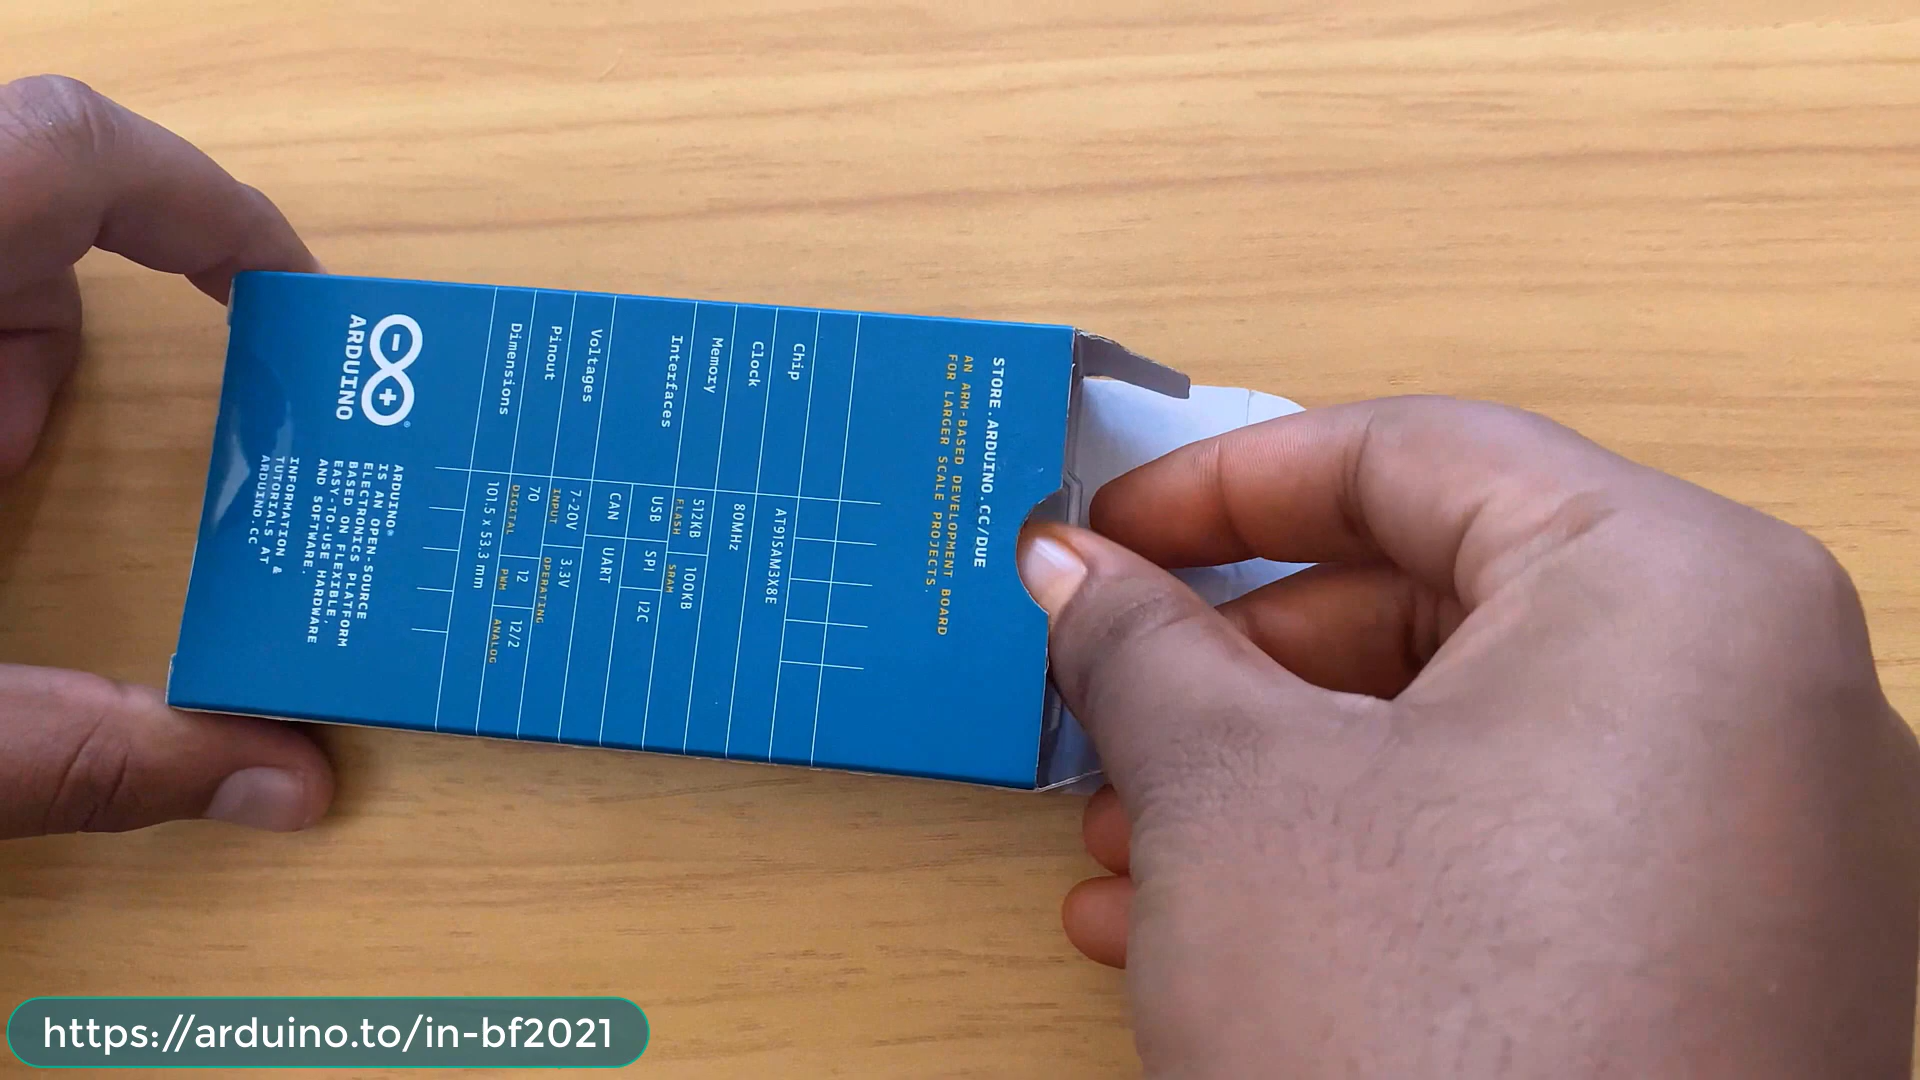 STORE.ARDUINO.CC/DUE
AN ARM-BASED DEVELOPMENT BOARD
FOR LARGER SCALE PROJECTS.
Chip AT91SAM3X8E
Clock 80MHz
Memory 512KB 100KB
FLASH SRAM
Interfaces USB SPI I2C
CAN UART
Voltages 7-20V 3.3V
INPUT OPERATING
Pinout 70 12 12/2
DIGITAL PWM ANALOG
Dimensions 101.5 x 53.3 mm
ARDUINO®
ARDUINO®
IS AN OPEN-SOURCE
ELECTRONICS PLATFORM
BASED ON FLEXIBLE,
EASY-TO-USE HARDWARE
AND SOFTWARE.
INFORMATION &
TUTORIALS AT
ARDUINO.CC
https://arduino.to/in-bf2021